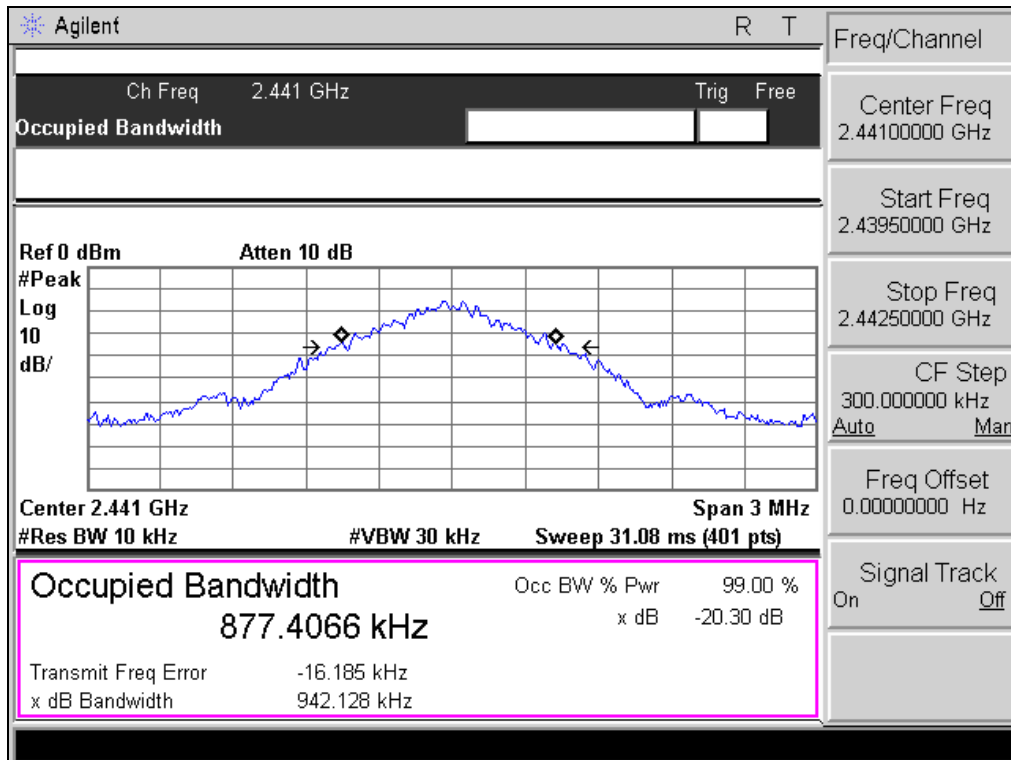 Agilent R T
Ch Freq 2.441 GHz Trig Free
Occupied Bandwidth
Ref 0 dBm Atten 10 dB
#Peak
Log
10
dB/
Center 2.441 GHz Span 3 MHz
#Res BW 10 kHz #VBW 30 kHz Sweep 31.08 ms (401 pts)
Occupied Bandwidth
877.4066 kHz
Occ BW % Pwr 99.00 %
x dB -20.30 dB
Transmit Freq Error -16.185 kHz
x dB Bandwidth 942.128 kHz
Freq/Channel
Center Freq
2.44100000 GHz
Start Freq
2.43950000 GHz
Stop Freq
2.44250000 GHz
CF Step
300.000000 kHz
Auto Man
Freq Offset
0.00000000 Hz
Signal Track
On Off